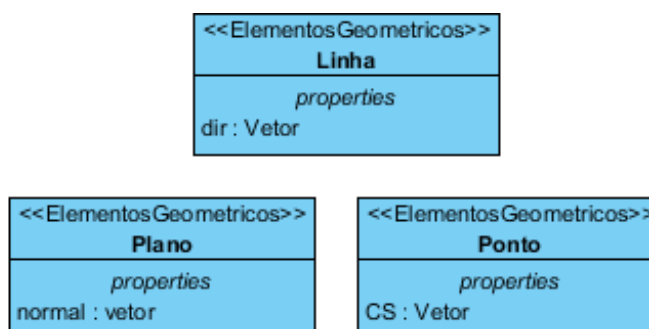 <<ElementosGeometricos>>
Linha
properties
dir : Vetor
<<ElementosGeometricos>>
Plano
properties
normal : vetor
<<ElementosGeometricos>>
Ponto
properties
CS : Vetor